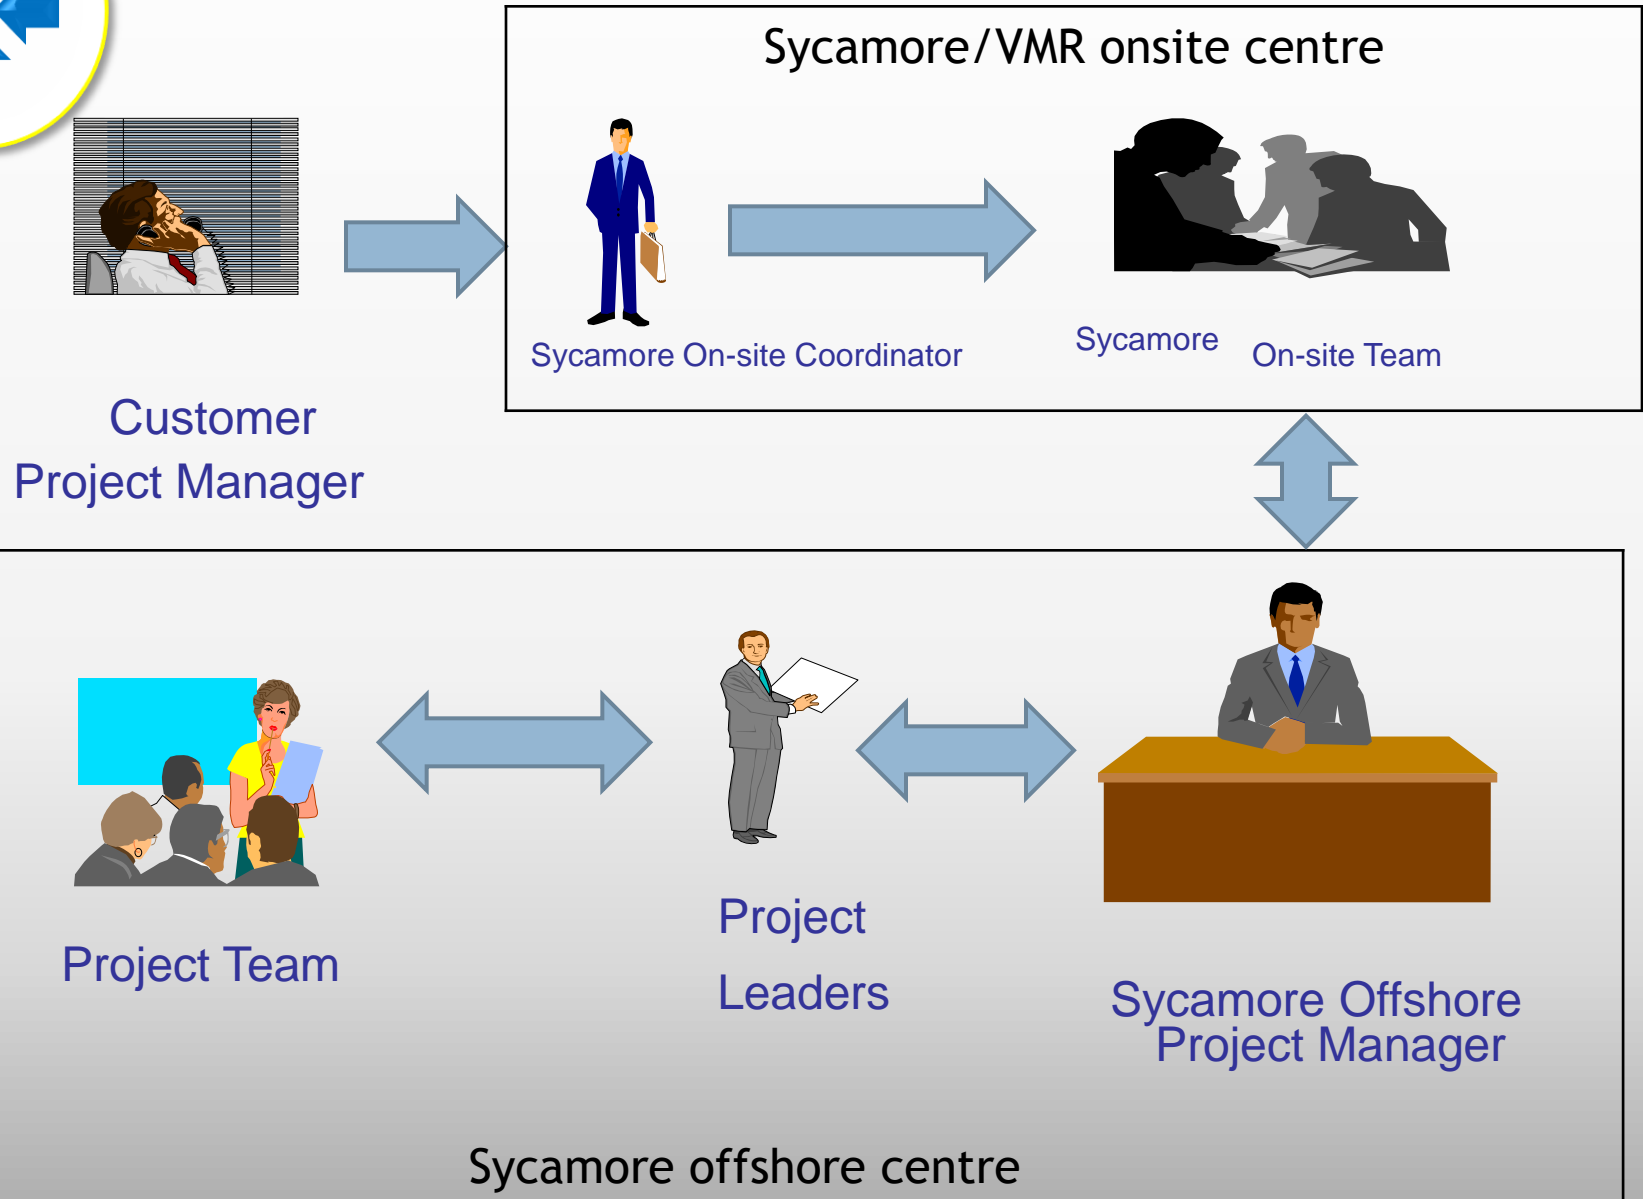 Sycamore/VMR onsite centre
Sycamore On-site Coordinator
Sycamore On-site Team
Customer
Project Manager
Project Team
Project
Leaders
Sycamore Offshore
Project Manager
Sycamore offshore centre